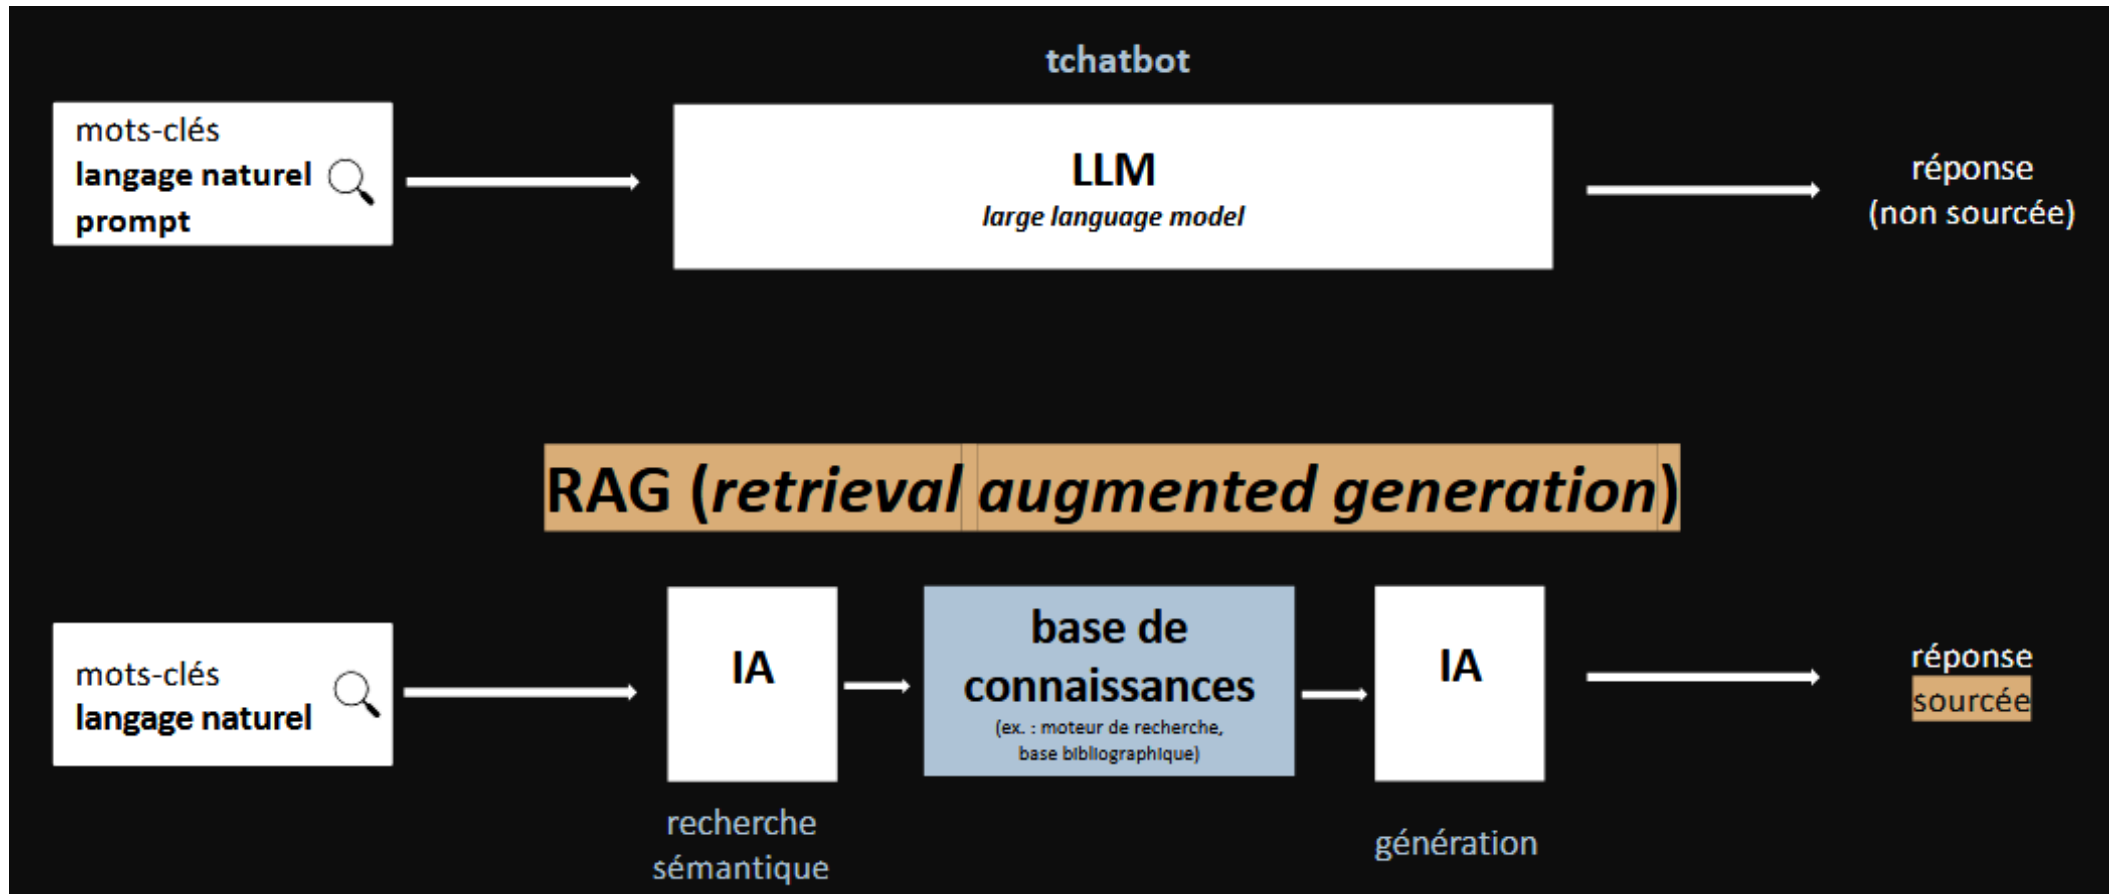 tchatbot
mots-clés
langage naturel
prompt
LLM
large language model
réponse
(non sourcée)
RAG (retrieval augmented generation)
mots-clés
langage naturel
IA
recherche
sémantique
base de
connaissances
(ex. : moteur de recherche,
base bibliographique)
IA
génération
réponse
sourcée